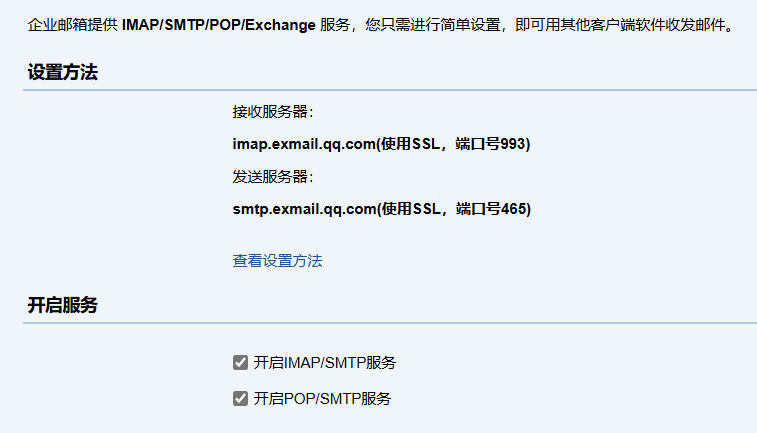 企业邮箱提供 IMAP/SMTP/POP/Exchange 服务，您只需进行简单设置，即可用其他客户端软件收发邮件。
设置方法
接收服务器：
imap.exmail.qq.com(使用SSL，端口号993)
发送服务器：
smtp.exmail.qq.com(使用SSL，端口号465)
查看设置方法
开启服务
开启IMAP/SMTP服务
开启POP/SMTP服务